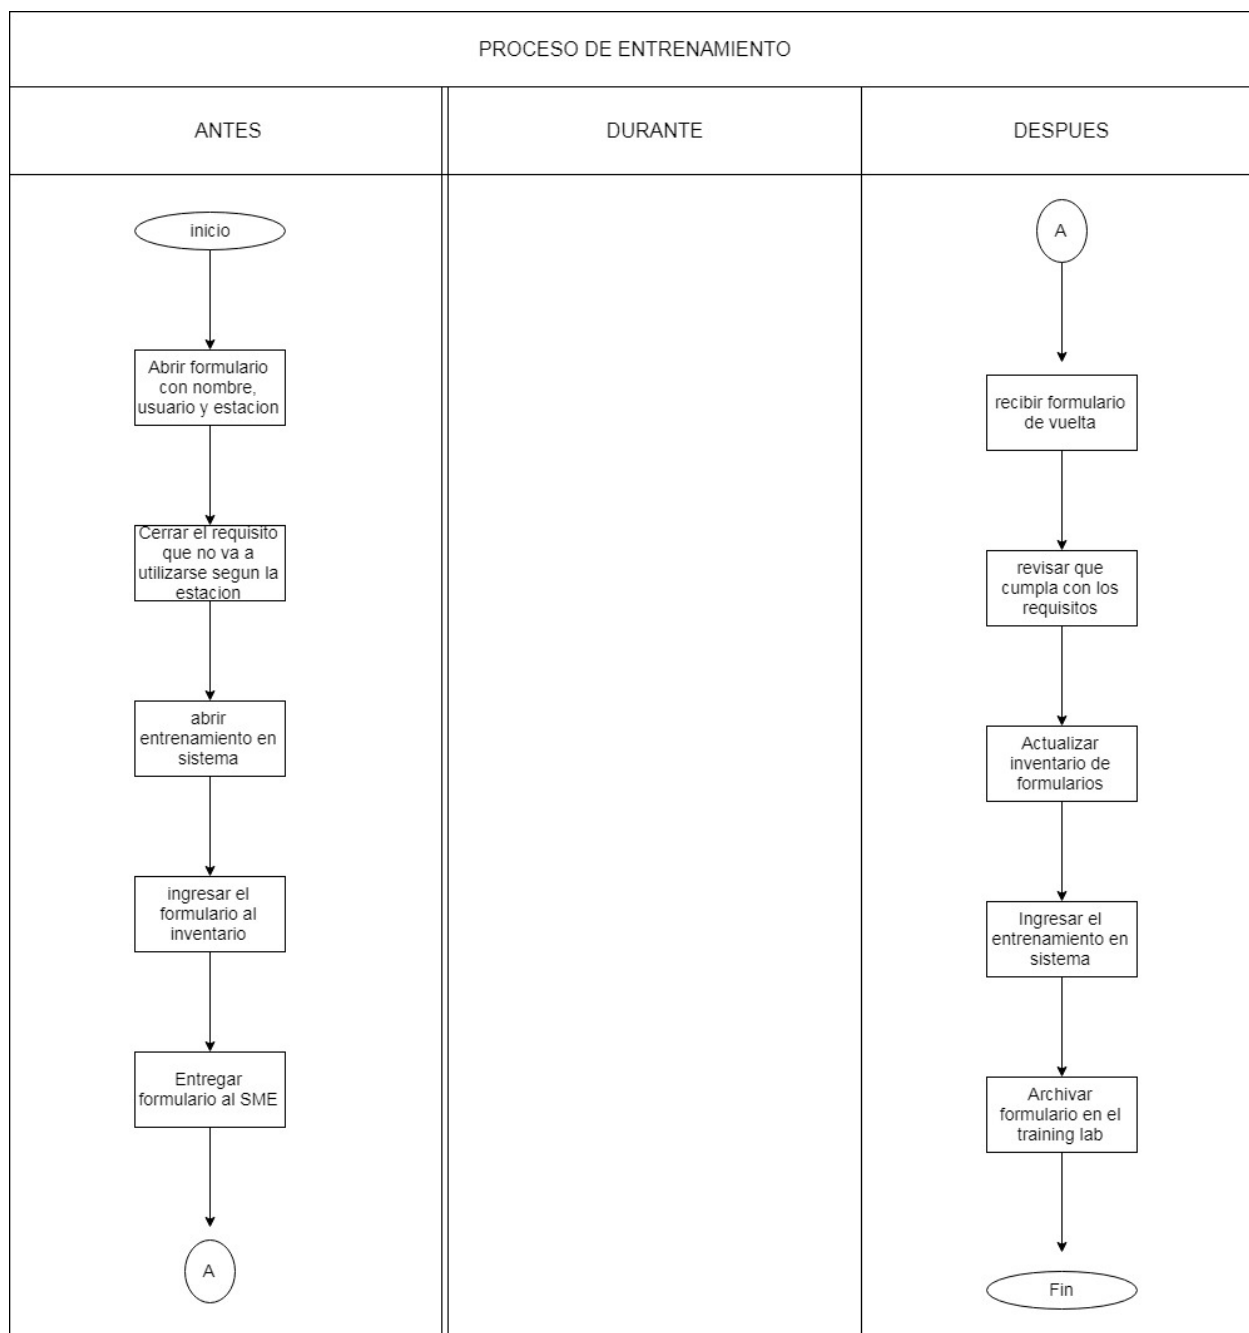 PROCESO DE ENTRENAMIENTO
ANTES
DURANTE
DESPUES
inicio
Abrir formulario
con nombre,
usuario y estacion
Cerrar el requisito
que no va a
utilizarse segun la
estacion
abrir
entrenamiento en
sistema
ingresar el
formulario al
inventario
Entregar
formulario al SME
A
A
recibir formulario
de vuelta
revisar que
cumpla con los
requisitos
Actualizar
inventario de
formularios
Ingresar el
entrenamiento en
sistema
Archivar
formulario en el
training lab
Fin